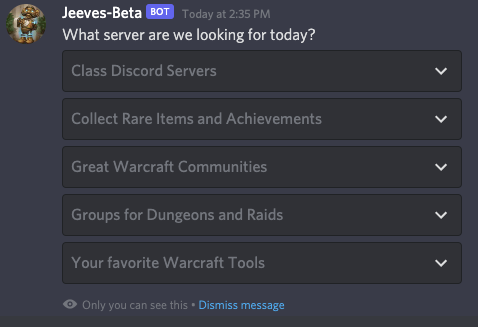 Jeeves-Beta BOT Today at 2:35 PM
What server are we looking for today?
Class Discord Servers
Collect Rare Items and Achievements
Great Warcraft Communities
Groups for Dungeons and Raids
Your favorite Warcraft Tools
Only you can see this • Dismiss message